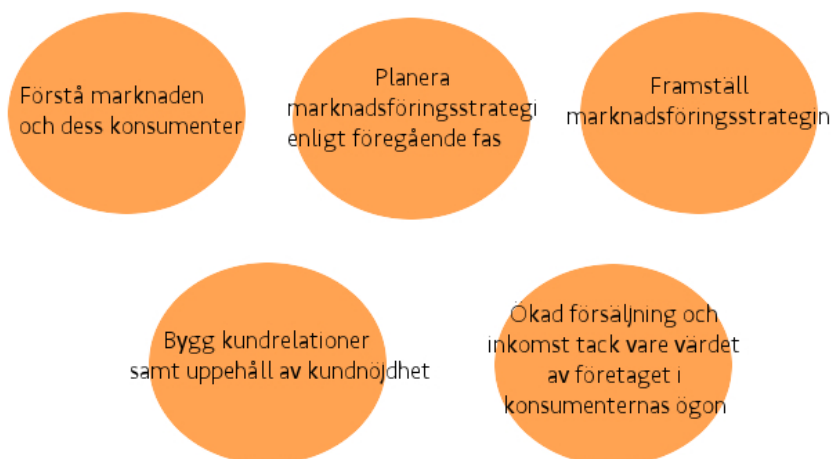 Förstå marknaden
och dess konsumenter
Planera
marknadsföringsstrategi
enligt föregående fas
Framställ
marknadsföringsstrategin
Bygg kundrelationer
samt uppehåll av kundnöjdhet
Ökad försäljning och
inkomst tack vare värdet
av företaget i
konsumenternas ögon